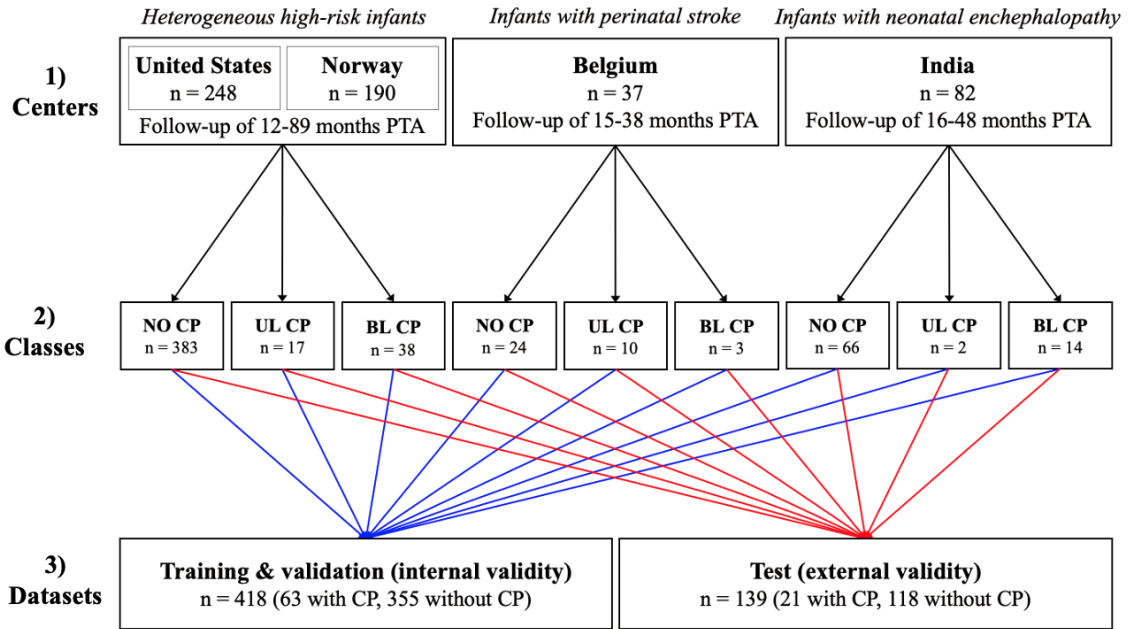 Heterogeneous high-risk infants
Infants with perinatal stroke
Infants with neonatal enchephalopathy
1)
Centers
United States
n = 248
Norway
n = 190
Follow-up of 12-89 months PTA
Belgium
n = 37
Follow-up of 15-38 months PTA
India
n = 82
Follow-up of 16-48 months PTA
2)
Classes
NO CP
n = 383
UL CP
n = 17
BL CP
n = 38
NO CP
n = 24
UL CP
n = 10
BL CP
n = 3
NO CP
n = 66
UL CP
n = 2
BL CP
n = 14
3)
Datasets
Training & validation (internal validity)
n = 418 (63 with CP, 355 without CP)
Test (external validity)
n = 139 (21 with CP, 118 without CP)